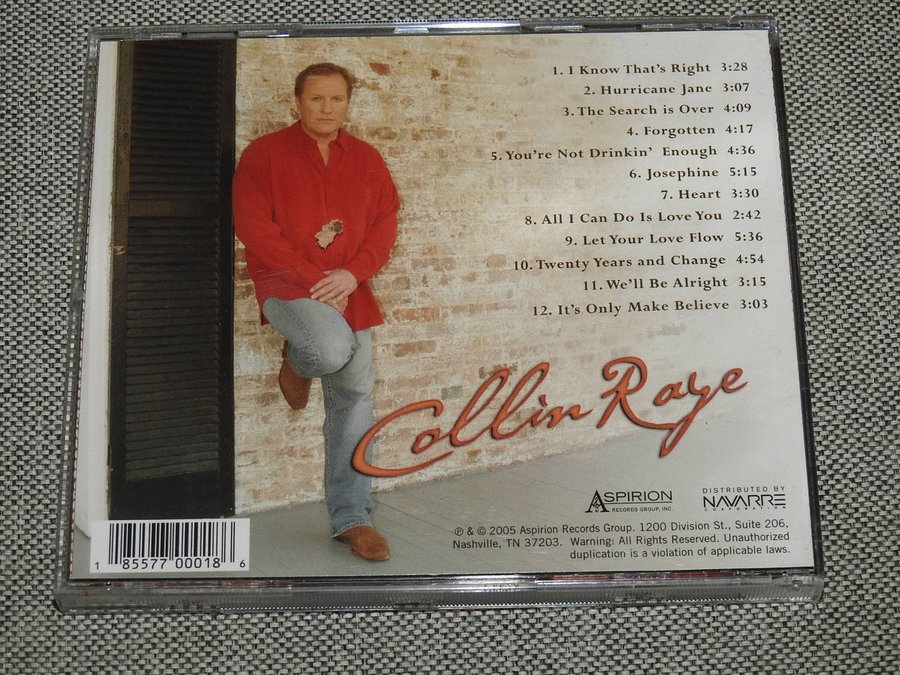 1. I Know That's Right 3:28
2. Hurricane Jane 3:07
3. The Search is Over 4:09
4. Forgotten 4:17
5. You're Not Drinkin' Enough 4:36
6. Josephine 5:15
7. Heart 3:30
8. All I Can Do Is Love You 2:42
9. Let Your Love Flow 5:36
10. Twenty Years and Change 4:54
11. We'll Be Alright 3:15
12. It's Only Make Believe 3:03
Collin Raye
ASPIRION
RECORDS GROUP, INC.
DISTRIBUTED BY
NAVARRE
CORPORATION
℗ & © 2005 Aspirion Records Group. 1200 Division St., Suite 206,
Nashville, TN 37203. Warning: All Rights Reserved. Unauthorized
duplication is a violation of applicable laws.
1 85577 00018 6